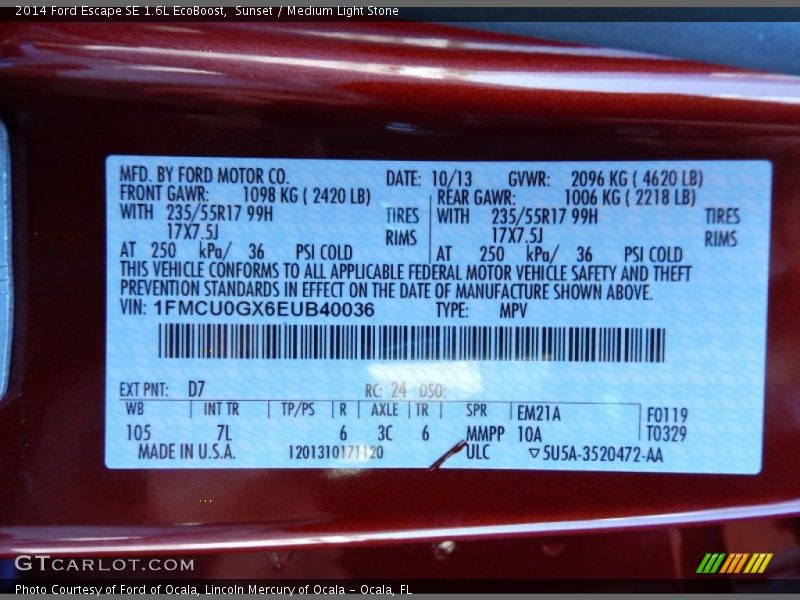 2014 Ford Escape SE 1.6L EcoBoost, Sunset / Medium Light Stone
MFD. BY FORD MOTOR CO. DATE: 10/13 GVWR: 2096 KG ( 4620 LB)
FRONT GAWR: 1098 KG ( 2420 LB) REAR GAWR: 1006 KG ( 2218 LB)
WITH 235/55R17 99H TIRES WITH 235/55R17 99H TIRES
17X7.5J RIMS 17X7.5J RIMS
AT 250 kPa/ 36 PSI COLD AT 250 kPa/ 36 PSI COLD
THIS VEHICLE CONFORMS TO ALL APPLICABLE FEDERAL MOTOR VEHICLE SAFETY AND THEFT
PREVENTION STANDARDS IN EFFECT ON THE DATE OF MANUFACTURE SHOWN ABOVE.
VIN: 1FMCU0GX6EUB40036 TYPE: MPV
EXT PNT: D7 RC: 24 DSO:
WB INT TR TP/PS R AXLE TR SPR EM21A F0119
105 7L 6 3C 6 MMPP 10A T0329
MADE IN U.S.A. 1201310171120 ULC ▽5U5A-3520472-AA
GTCARLOT.COM
Photo Courtesy of Ford of Ocala, Lincoln Mercury of Ocala - Ocala, FL